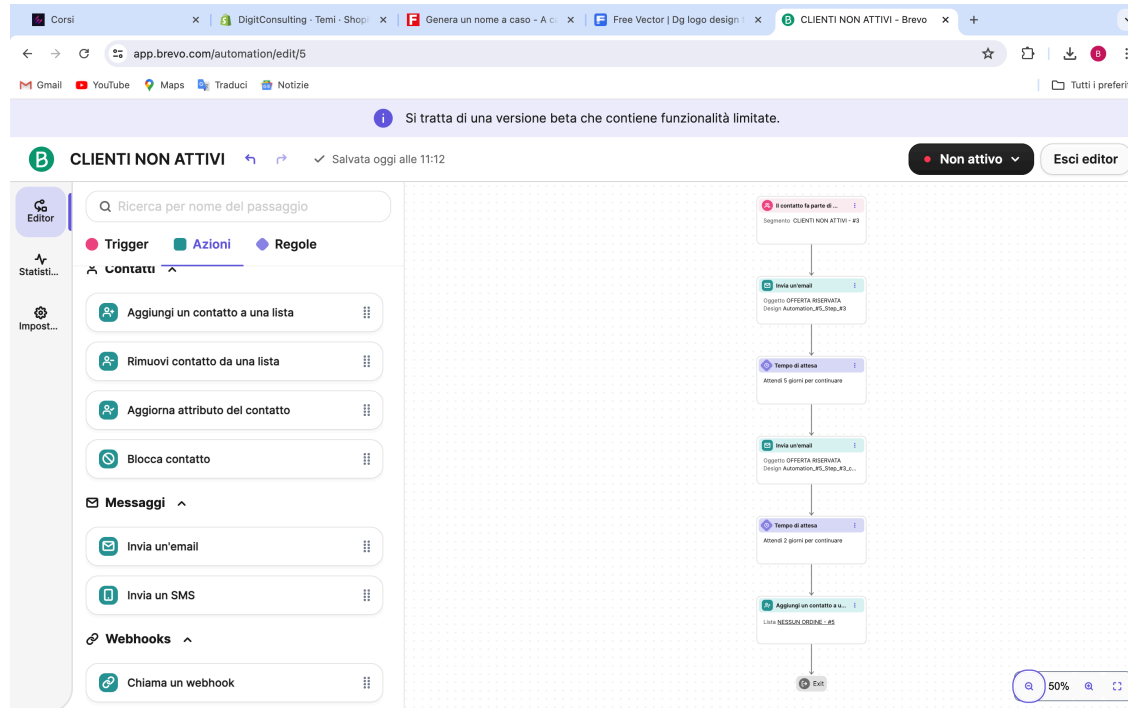 Corsi
DigitConsulting · Temi · Shopi
Genera un nome a caso - A ca
Free Vector | Dg logo design
CLIENTI NON ATTIVI - Brevo
app.brevo.com/automation/edit/5
B
Gmail
YouTube
Maps
Traduci
Notizie
Tutti i preferit
Si tratta di una versione beta che contiene funzionalità limitate.
B
CLIENTI NON ATTIVI
Salvata oggi alle 11:12
Non attivo
Esci editor
Editor
Statisti...
Impost...
Ricerca per nome del passaggio
Trigger
Azioni
Regole
Contatti
Aggiungi un contatto a una lista
Rimuovi contatto da una lista
Aggiorna attributo del contatto
Blocca contatto
Messaggi
Invia un'email
Invia un SMS
Webhooks
Chiama un webhook
Il contatto fa parte di ...
Segmento CLIENTI NON ATTIVI - #3
Invia un'email
Oggetto OFFERTA RISERVATA
Design Automation_#5_Step_#3
Tempo di attesa
Attendi 5 giorni per continuare
Invia un'email
Oggetto OFFERTA RISERVATA
Design Automation_#5_Step_#3_c...
Tempo di attesa
Attendi 2 giorni per continuare
Aggiungi un contatto a u...
Lista NESSUN ORDINE - #5
Exit
50%